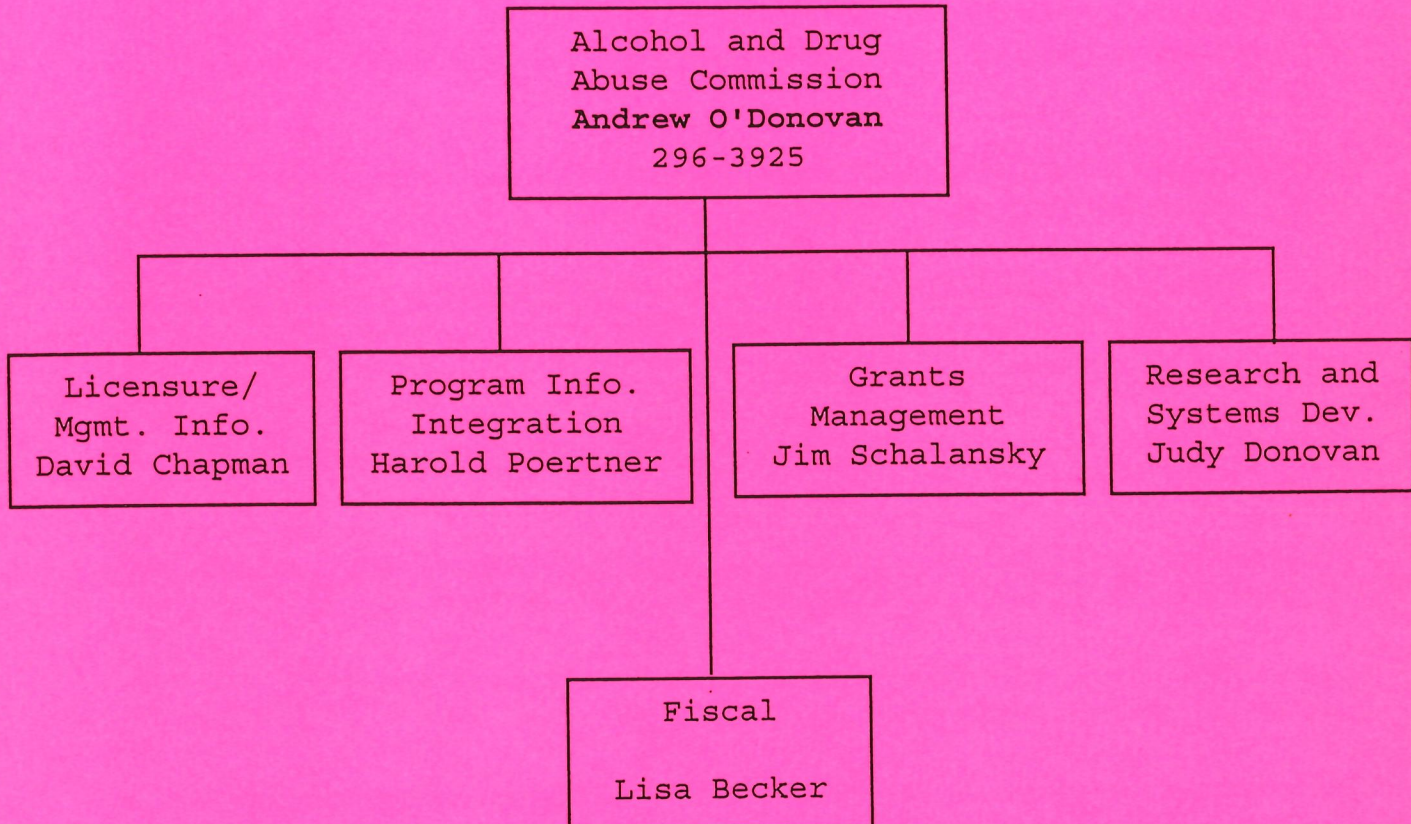 Alcohol and Drug
Abuse Commission
Andrew O'Donovan
296-3925
Licensure/
Mgmt. Info.
David Chapman
Program Info.
Integration
Harold Poertner
Grants
Management
Jim Schalansky
Research and
Systems Dev.
Judy Donovan
Fiscal
Lisa Becker